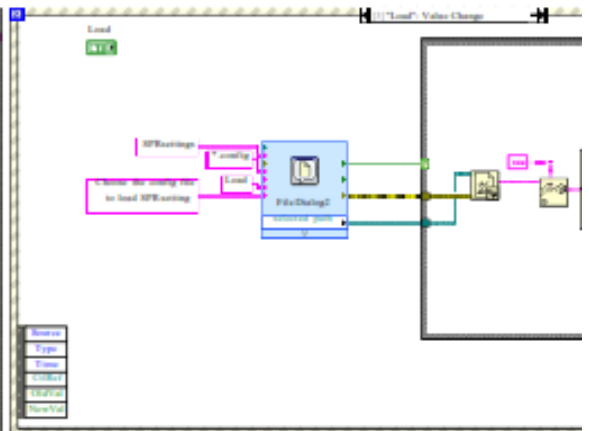 [1] "Load": Value Change
Load
SPRsettings
*.config
Load
Choose the config file
to load SPRsetting
File Dialog2
selected path
Source
Type
Time
CtlRef
OldVal
NewVal